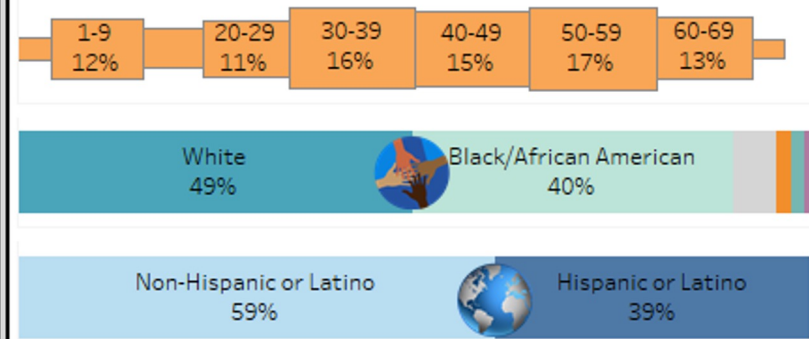 1-9 20-29 30-39 40-49 50-59 60-69
12% 11% 16% 15% 17% 13%
White Black/African American
49% 40%
Non-Hispanic or Latino Hispanic or Latino
59% 39%